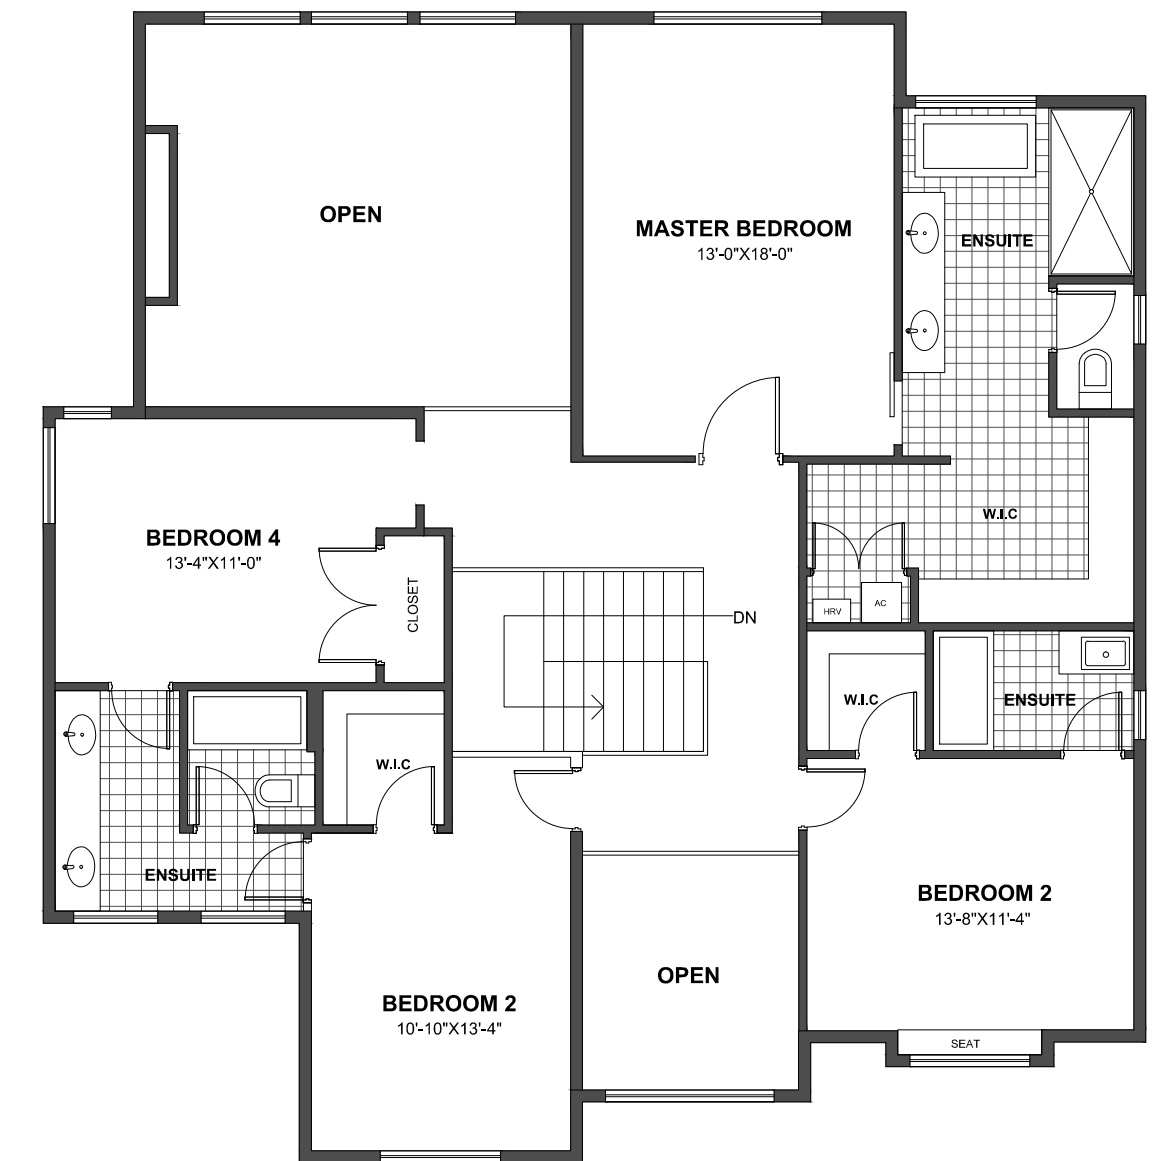 OPEN
MASTER BEDROOM
13'-0"X18'-0"
ENSUITE
W.I.C
BEDROOM 4
13'-4"X11'-0"
CLOSET
HRV
AC
DN
W.I.C
ENSUITE
W.I.C
ENSUITE
BEDROOM 2
13'-8"X11'-4"
OPEN
BEDROOM 2
10'-10"X13'-4"
SEAT